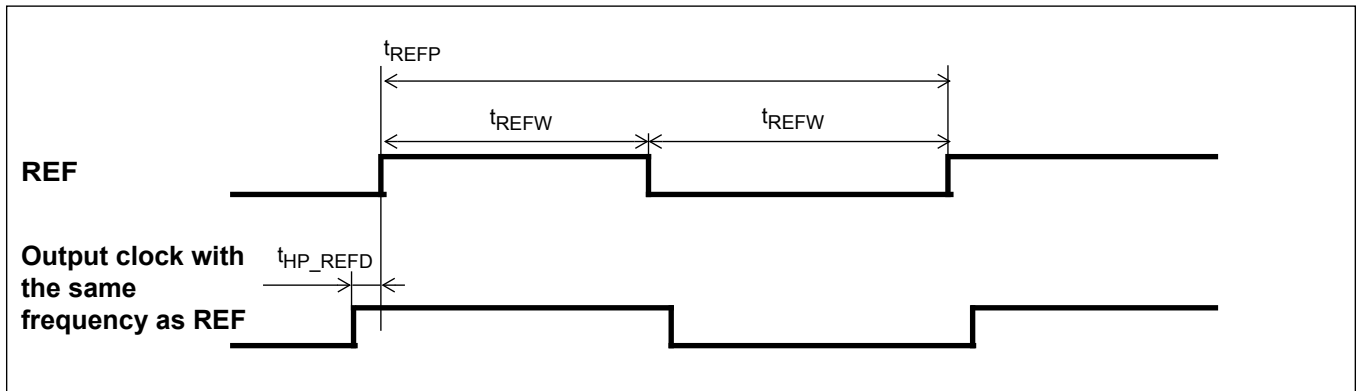 tREFP
tREFW
tREFW
REF
Output clock with
the same
frequency as REF
tHP_REFD